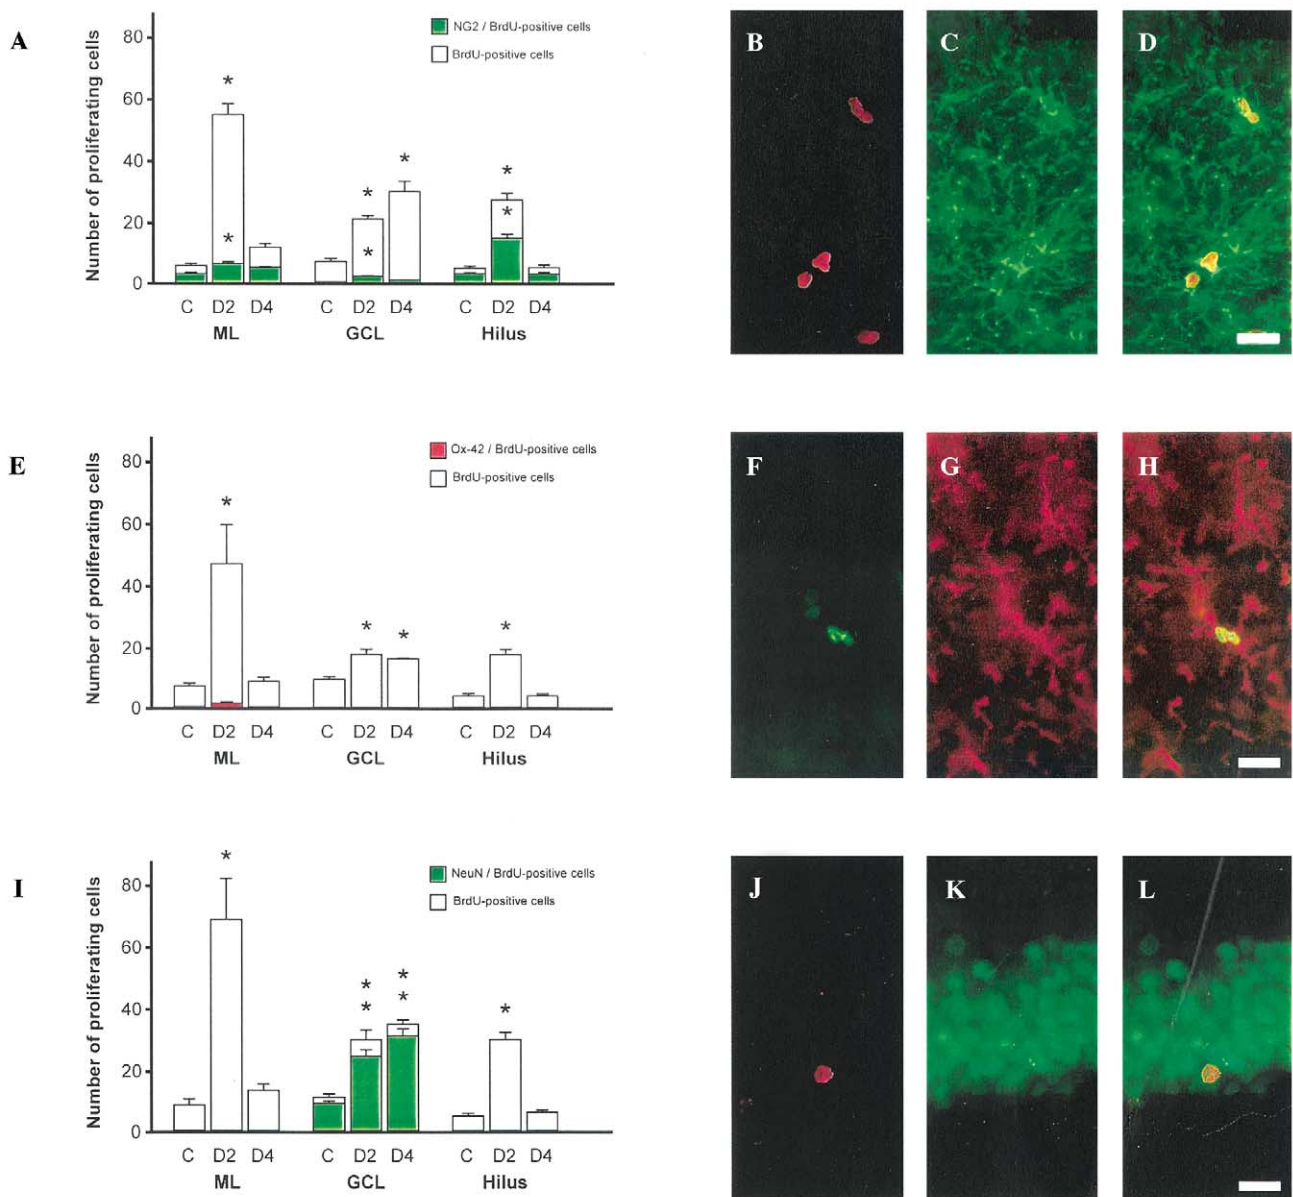 A
Number of proliferating cells
80
60
40
20
0
NG2 / BrdU-positive cells
BrdU-positive cells
*
*
*
*
*
*
*
C D2 D4 C D2 D4 C D2 D4
ML GCL Hilus
B C D
E
Number of proliferating cells
80
60
40
20
0
Ox-42 / BrdU-positive cells
BrdU-positive cells
*
*
*
*
C D2 D4 C D2 D4 C D2 D4
ML GCL Hilus
F G H
I
Number of proliferating cells
80
60
40
20
0
NeuN / BrdU-positive cells
BrdU-positive cells
*
*
*
*
*
*
C D2 D4 C D2 D4 C D2 D4
ML GCL Hilus
J K L